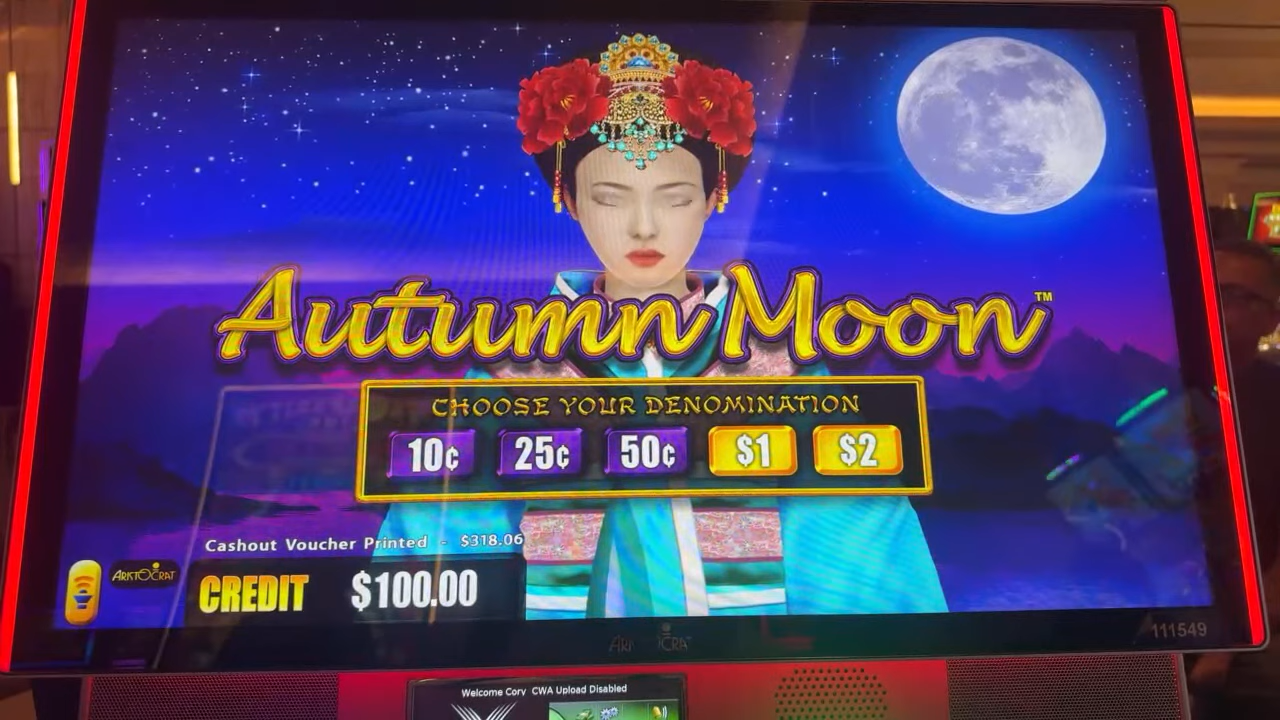 Autumn Moon™
CHOOSE YOUR DENOMINATION
10¢ 25¢ 50¢ $1 $2
Cashout Voucher Printed - $318.06
ARISTOCRAT
CREDIT $100.00
111549
Welcome Cory CWA Upload Disabled